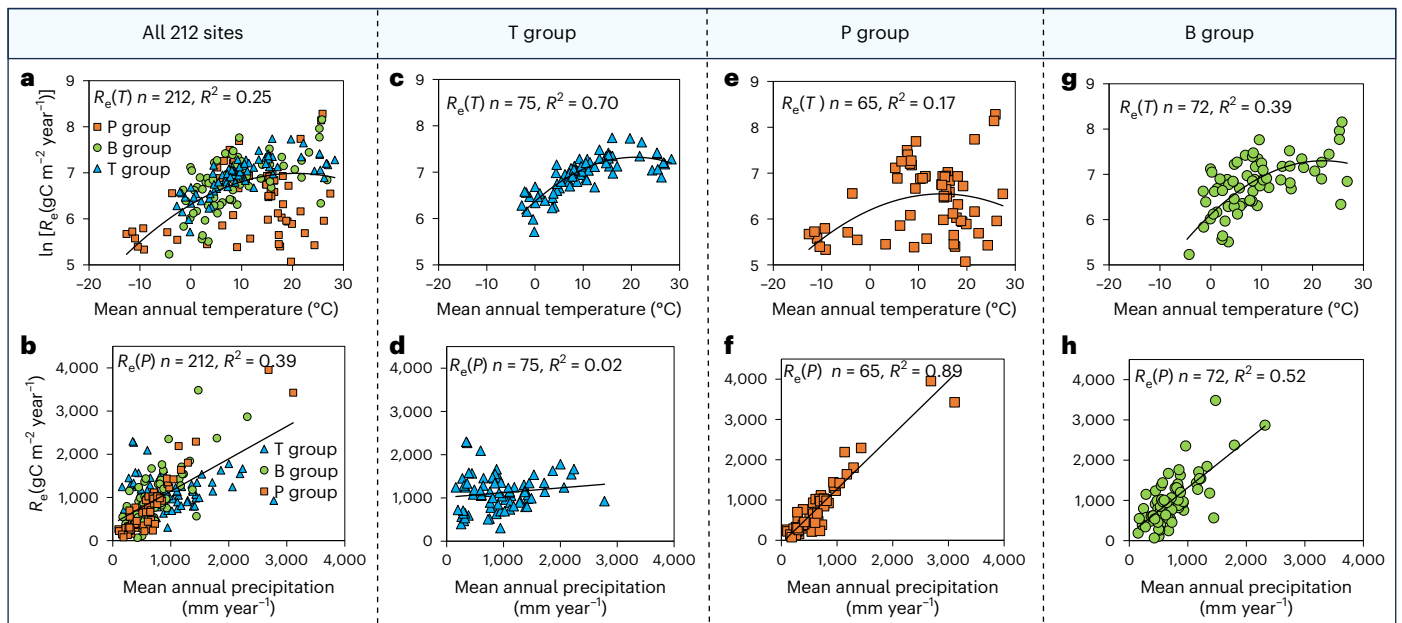 All 212 sites
T group
P group
B group
a
9
8
7
6
5
ln [Rₑ(gC m⁻² year⁻¹)]
Rₑ(T) n = 212, R² = 0.25
P group
B group
T group
−20
−10
0
10
20
30
Mean annual temperature (°C)
c
9
8
7
6
5
Rₑ(T) n = 75, R² = 0.70
−20
−10
0
10
20
30
Mean annual temperature (°C)
e
9
8
7
6
5
Rₑ(T ) n = 65, R² = 0.17
−20
−10
0
10
20
30
Mean annual temperature (°C)
g
9
8
7
6
5
Rₑ(T) n = 72, R² = 0.39
−20
−10
0
10
20
30
Mean annual temperature (°C)
b
4,000
3,000
2,000
1,000
0
Rₑ(gC m⁻² year⁻¹)
Rₑ(P) n = 212, R² = 0.39
T group
B group
P group
0
1,000
2,000
3,000
4,000
Mean annual precipitation
(mm year⁻¹)
d
4,000
3,000
2,000
1,000
0
Rₑ(P) n = 75, R² = 0.02
0
1,000
2,000
3,000
4,000
Mean annual precipitation
(mm year⁻¹)
f
4,000
3,000
2,000
1,000
0
Rₑ(P) n = 65, R² = 0.89
0
1,000
2,000
3,000
4,000
Mean annual precipitation
(mm year⁻¹)
h
4,000
3,000
2,000
1,000
0
Rₑ(P) n = 72, R² = 0.52
0
1,000
2,000
3,000
4,000
Mean annual precipitation
(mm year⁻¹)